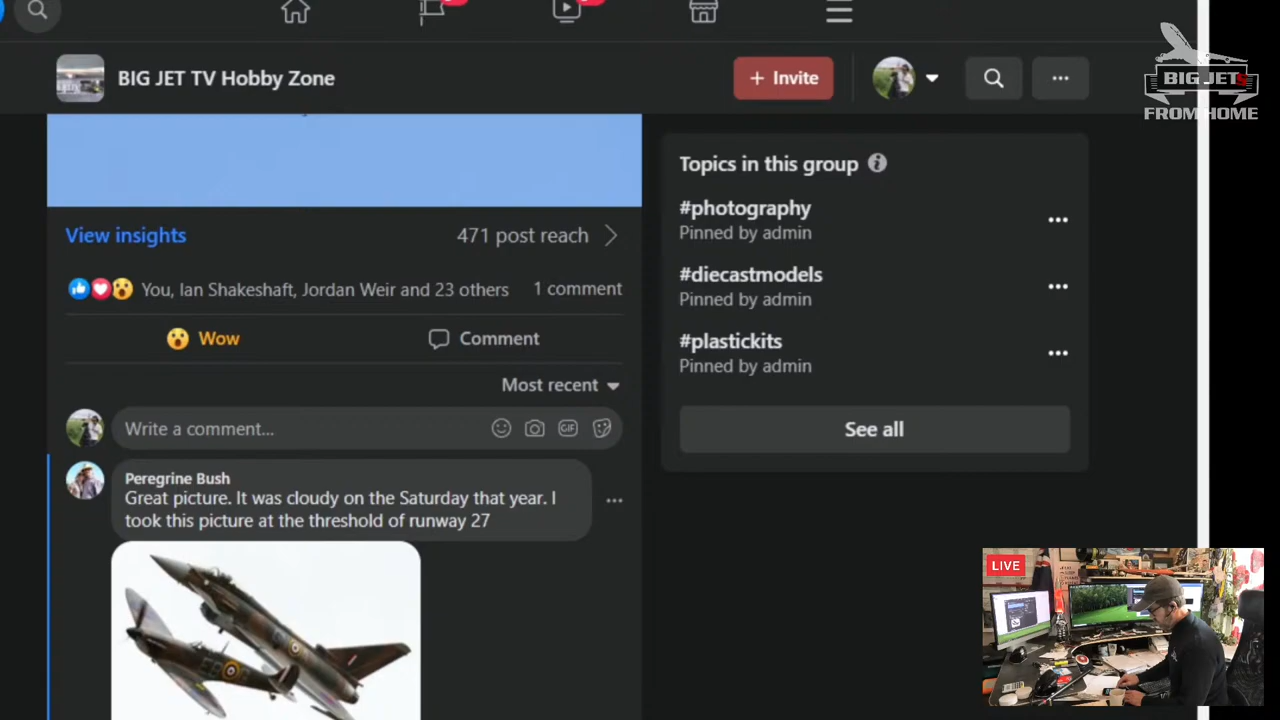 BIG JET TV Hobby Zone
+ Invite
BIG JETS
FROM HOME
View insights
471 post reach
You, Ian Shakeshaft, Jordan Weir and 23 others
1 comment
Wow
Comment
Most recent
Write a comment...
GIF
Peregrine Bush
Great picture. It was cloudy on the Saturday that year. I
took this picture at the threshold of runway 27
Topics in this group
#photography
Pinned by admin
#diecastmodels
Pinned by admin
#plastickits
Pinned by admin
See all
LIVE